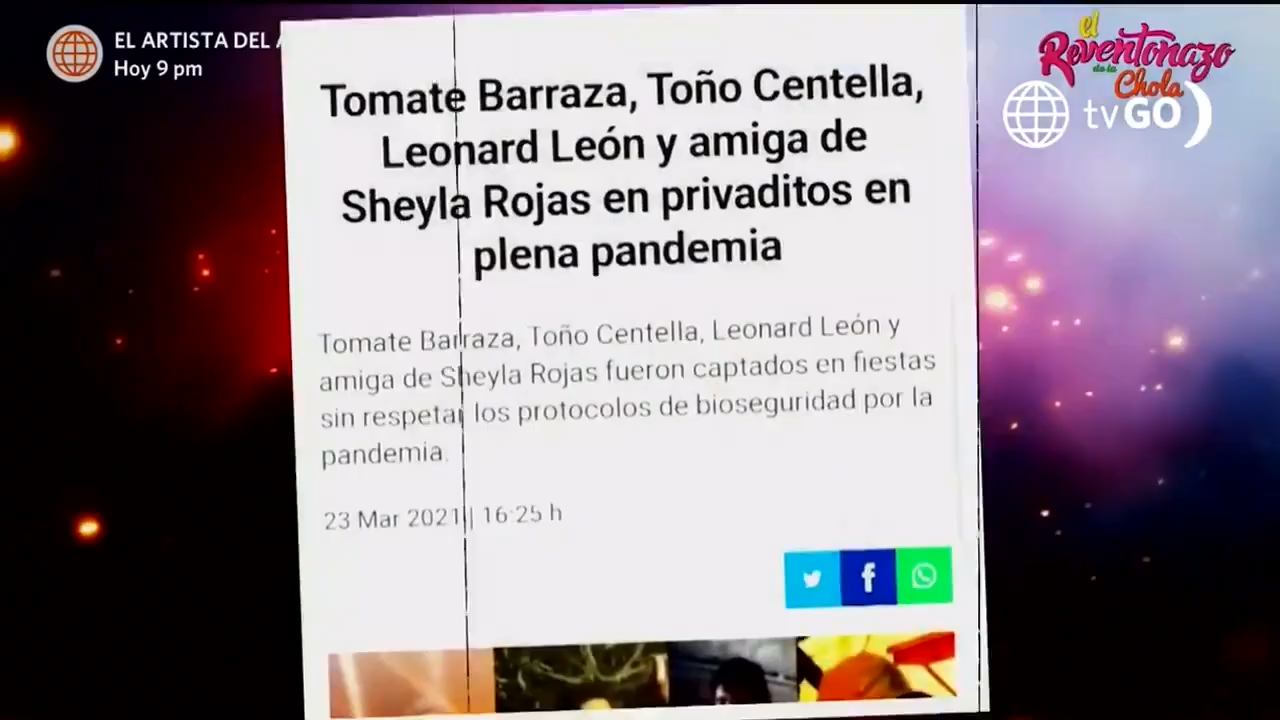 EL ARTISTA DEL A
Hoy 9 pm
el
Reventonazo
de la
Chola
tvGO
Tomate Barraza, Toño Centella,
Leonard León y amiga de
Sheyla Rojas en privaditos en
plena pandemia
Tomate Barraza, Toño Centella, Leonard León y
amiga de Sheyla Rojas fueron captados en fiestas
sin respetar los protocolos de bioseguridad por la
pandemia.
23 Mar 2021 | 16:25 h